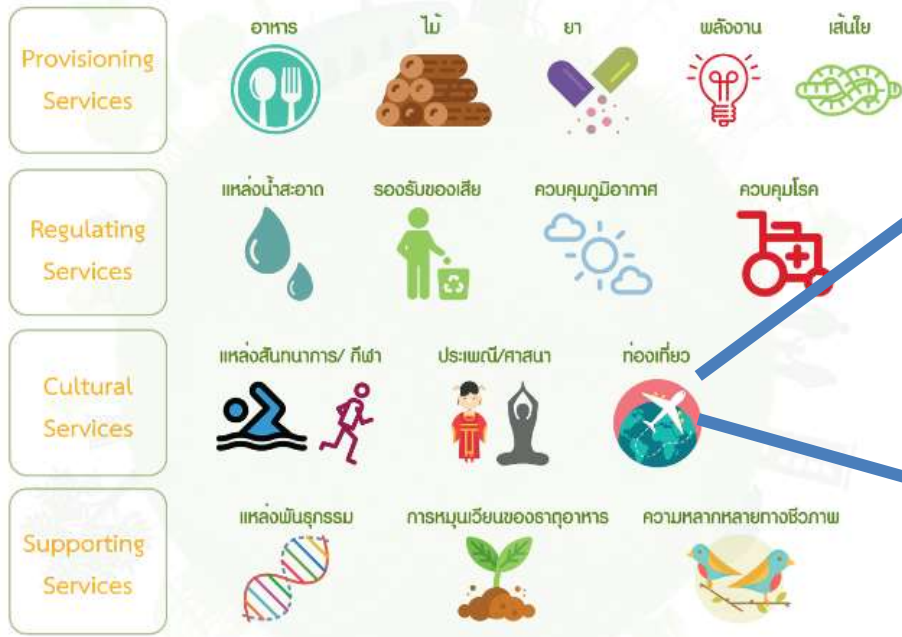 อาหาร ไม้ ยา พลังงาน เส้นใย
Provisioning
Services
แหล่งน้ำสะอาด รองรับของเสีย ควบคุมภูมิอากาศ ควบคุมโรค
Regulating
Services
แหล่งสันทนาการ/ กีฬา ประเพณี/ศาสนา ท่องเที่ยว
Cultural
Services
แหล่งพันธุกรรม การหมุนเวียนของธาตุอาหาร ความหลากหลายทางชีวภาพ
Supporting
Services